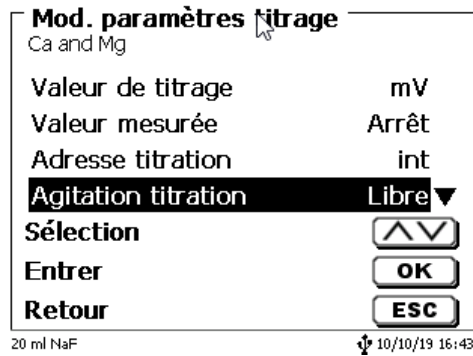 Mod. paramètres titrage
Ca and Mg
Valeur de titrage mV
Valeur mesurée Arrêt
Adresse titration int
Agitation titration Libre
Sélection
Entrer OK
Retour ESC
20 ml NaF 10/10/19 16:43